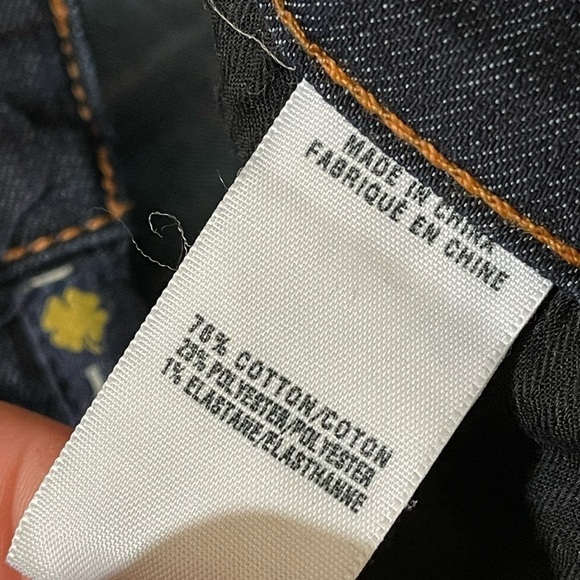 MADE IN CHINA
FABRIQUÉ EN CHINE
76% COTTON/COTON
23% POLYESTER/POLYESTER
1% ELASTANE/ELASTHANNE